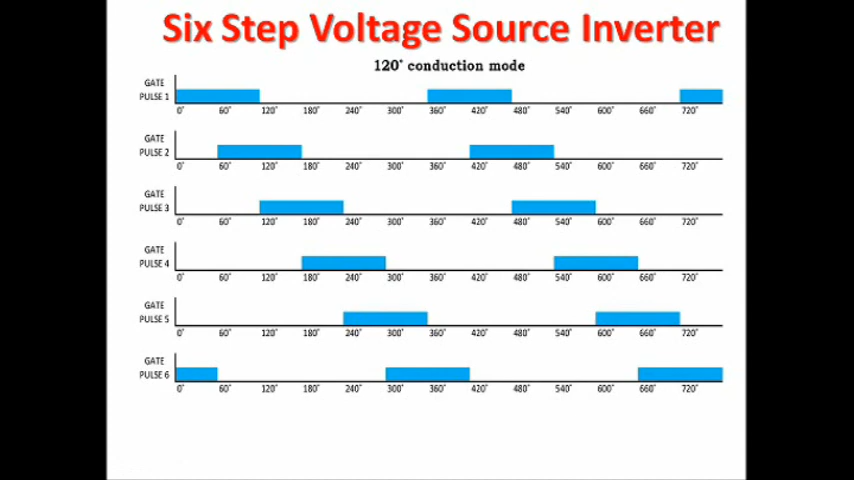 Six Step Voltage Source Inverter
120° conduction mode
GATE
PULSE 1
0° 60° 120° 180° 240° 300° 360° 420° 480° 540° 600° 660° 720°
GATE
PULSE 2
0° 60° 120° 180° 240° 300° 360° 420° 480° 540° 600° 660° 720°
GATE
PULSE 3
0° 60° 120° 180° 240° 300° 360° 420° 480° 540° 600° 660° 720°
GATE
PULSE 4
0° 60° 120° 180° 240° 300° 360° 420° 480° 540° 600° 660° 720°
GATE
PULSE 5
0° 60° 120° 180° 240° 300° 360° 420° 480° 540° 600° 660° 720°
GATE
PULSE 6
0° 60° 120° 180° 240° 300° 360° 420° 480° 540° 600° 660° 720°